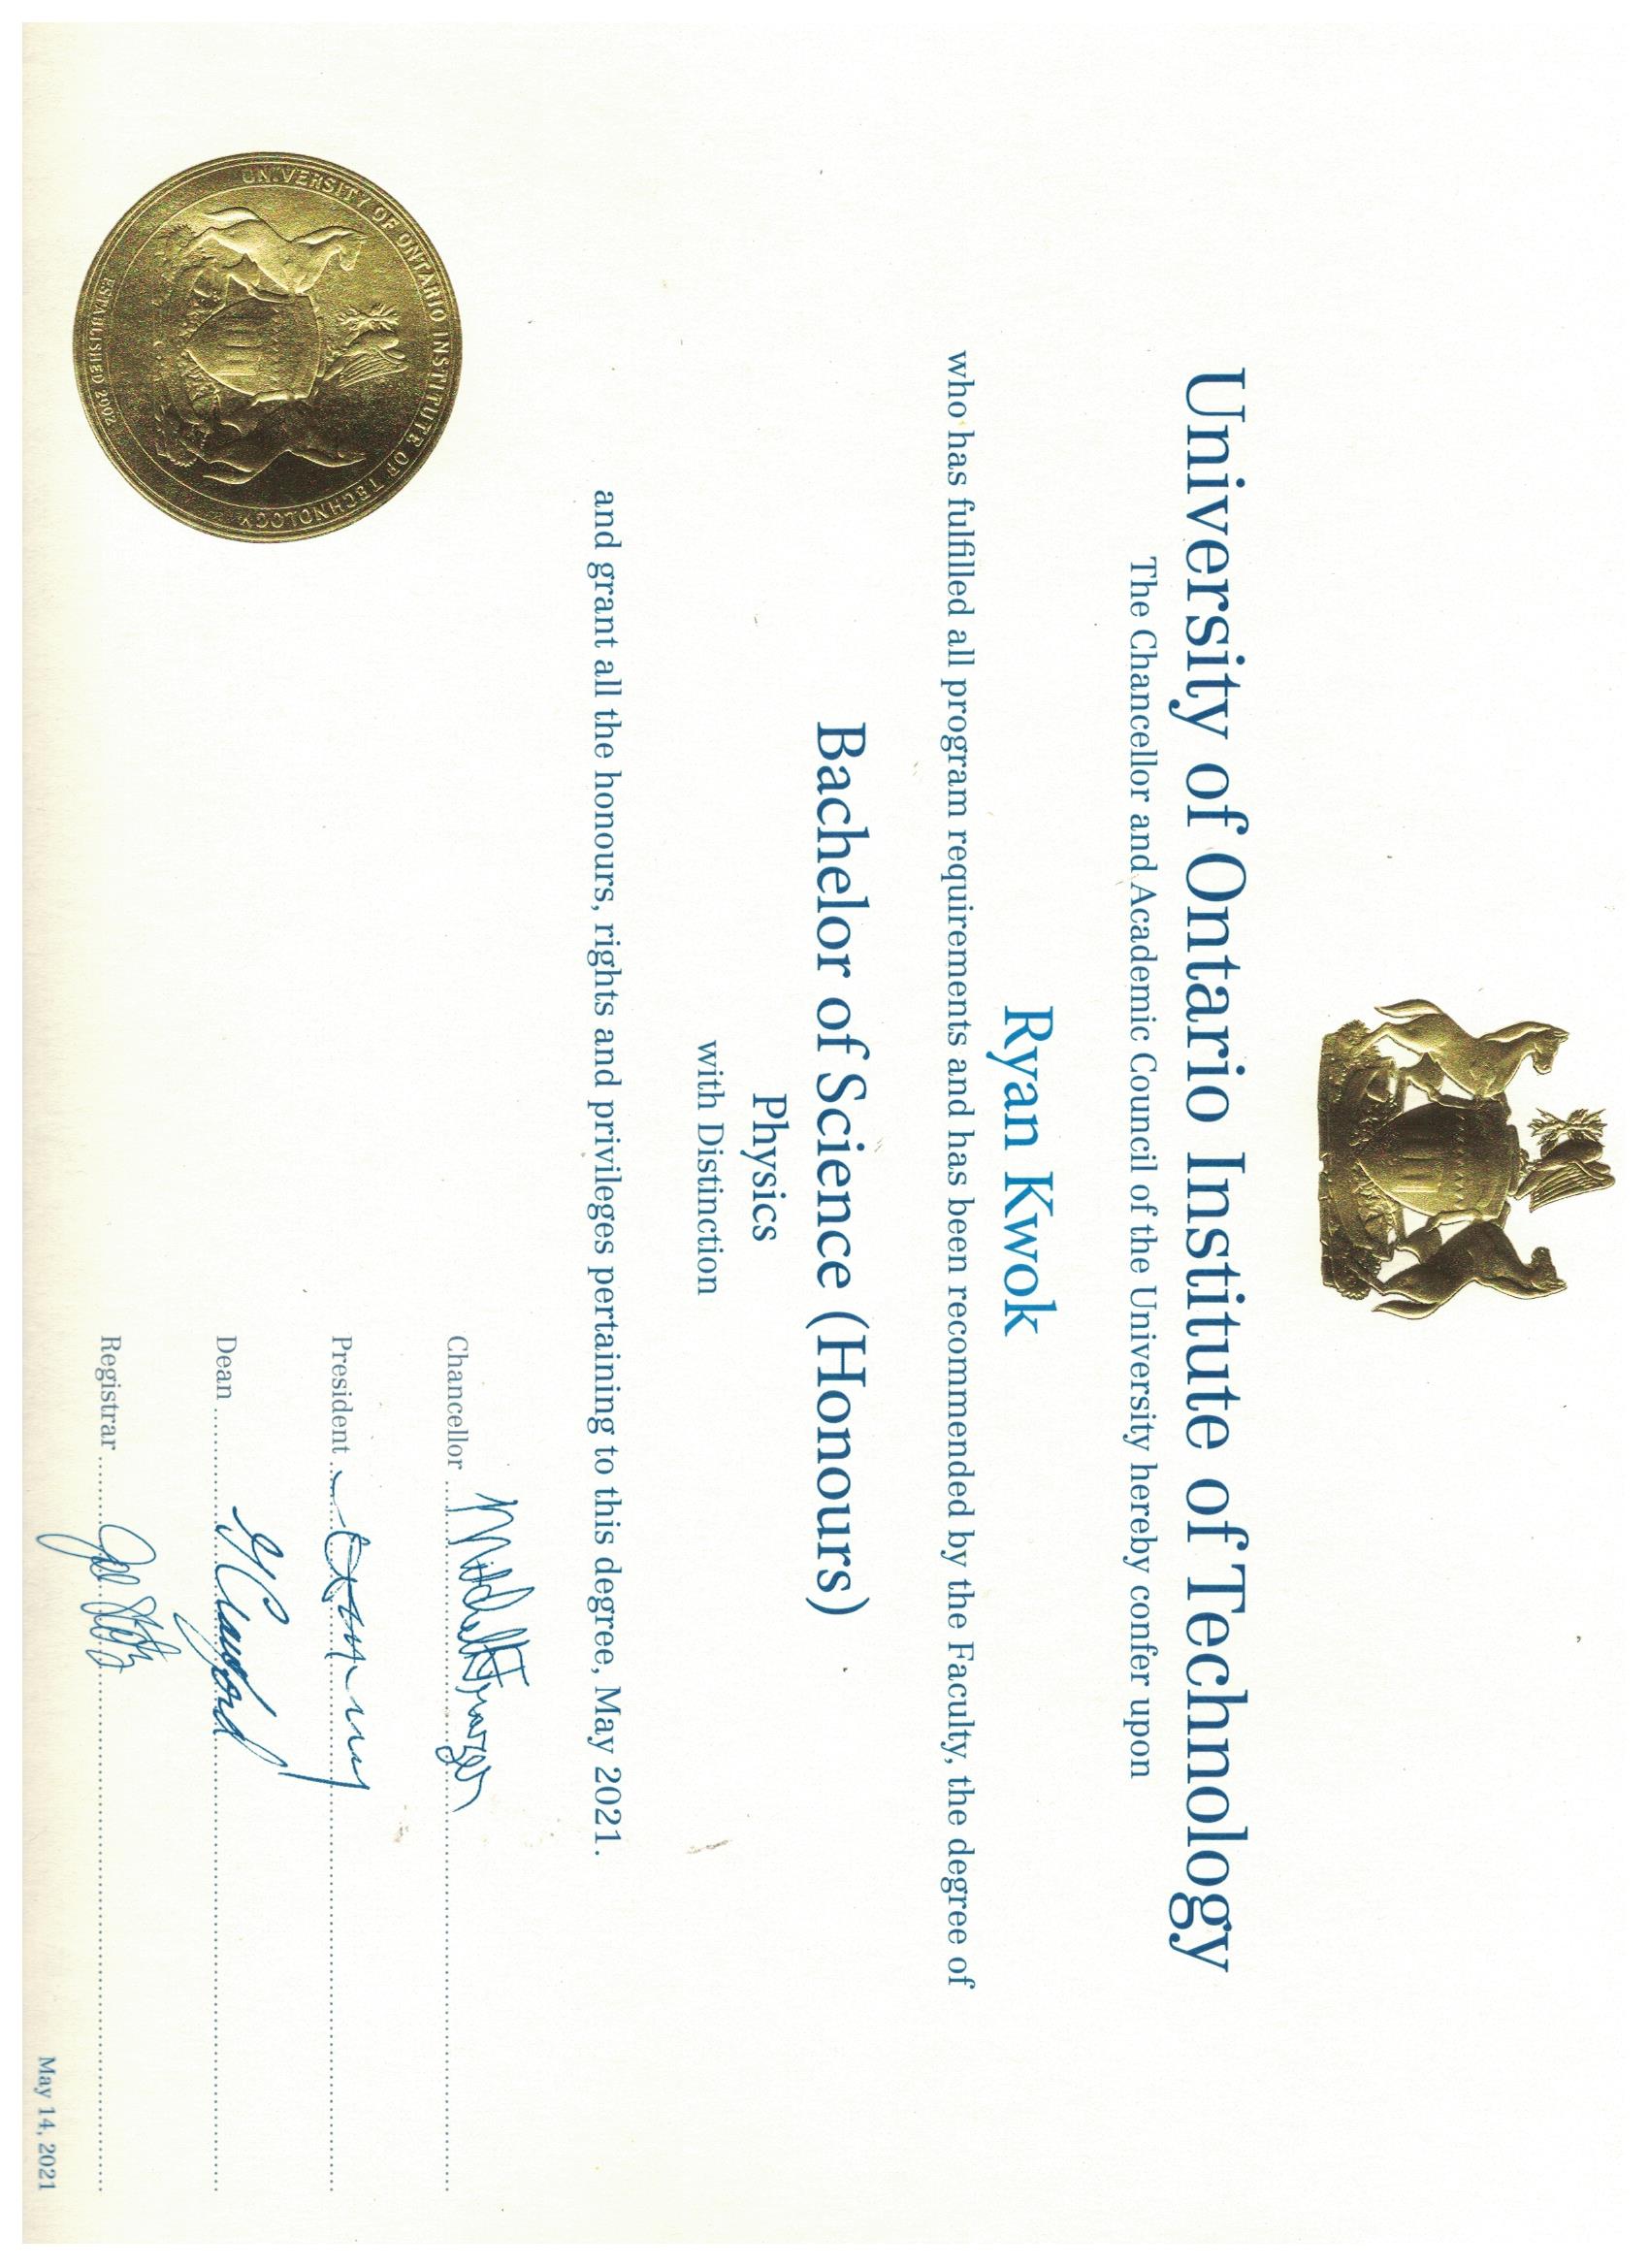 University of Ontario Institute of Technology
The Chancellor and Academic Council of the University hereby confer upon
Ryan Kwok
who has fulfilled all program requirements and has been recommended by the Faculty, the degree of
Bachelor of Science (Honours)
Physics
with Distinction
and grant all the honours, rights and privileges pertaining to this degree, May 2021.
Chancellor Mitchell Frazer
President
Dean G Crawford
Registrar Joe Stokes
UNIVERSITY OF ONTARIO INSTITUTE OF TECHNOLOGY
ESTABLISHED 2002
May 14, 2021